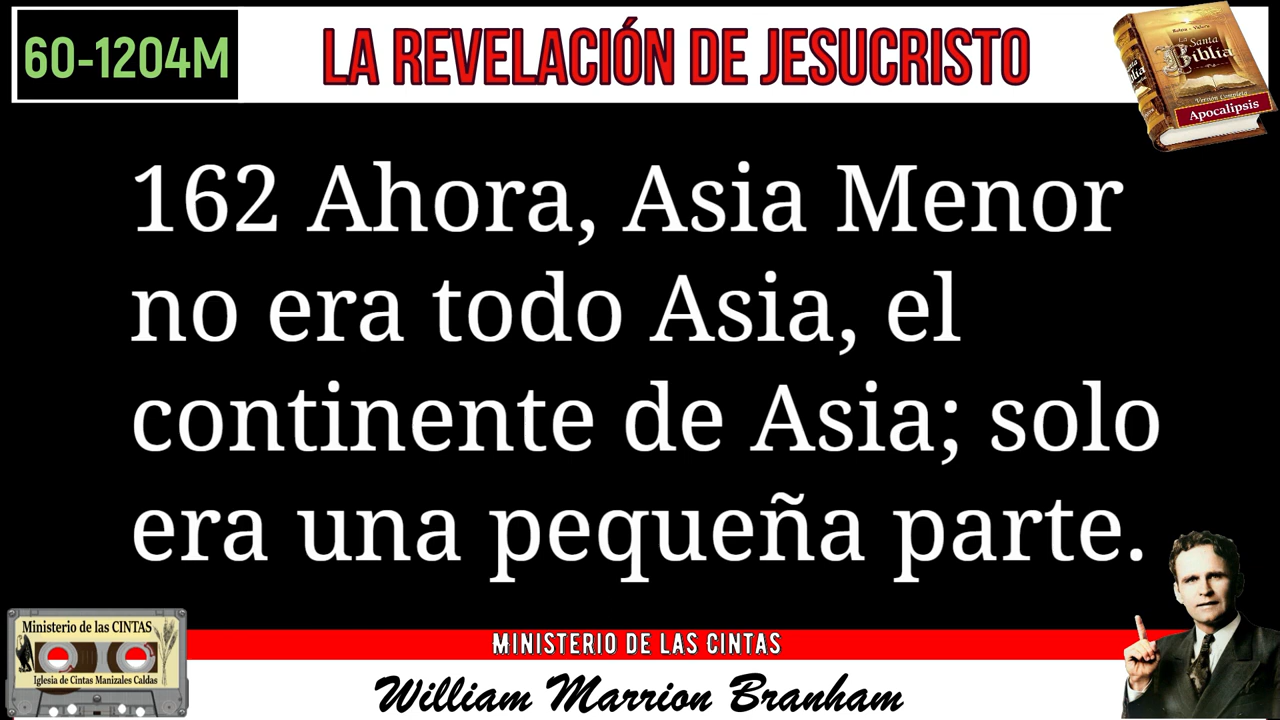 60-1204M
LA REVELACIÓN DE JESUCRISTO
La Santa
Biblia
Apocalipsis
162 Ahora, Asia Menor
no era todo Asia, el
continente de Asia; solo
era una pequeña parte.
Ministerio de las CINTAS
Iglesia de Cintas Manizales Caldas
MINISTERIO DE LAS CINTAS
William Marrion Branham